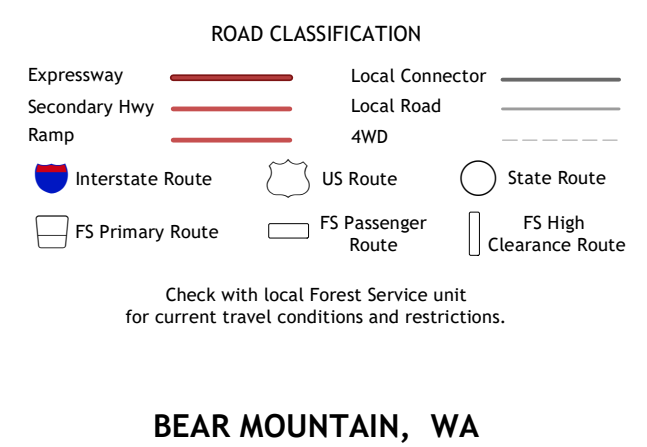 ROAD CLASSIFICATION
Expressway
Local Connector
Secondary Hwy
Local Road
Ramp
4WD
Interstate Route
US Route
State Route
FS Primary Route
FS Passenger
Route
FS High
Clearance Route
Check with local Forest Service unit
for current travel conditions and restrictions.
BEAR MOUNTAIN, WA